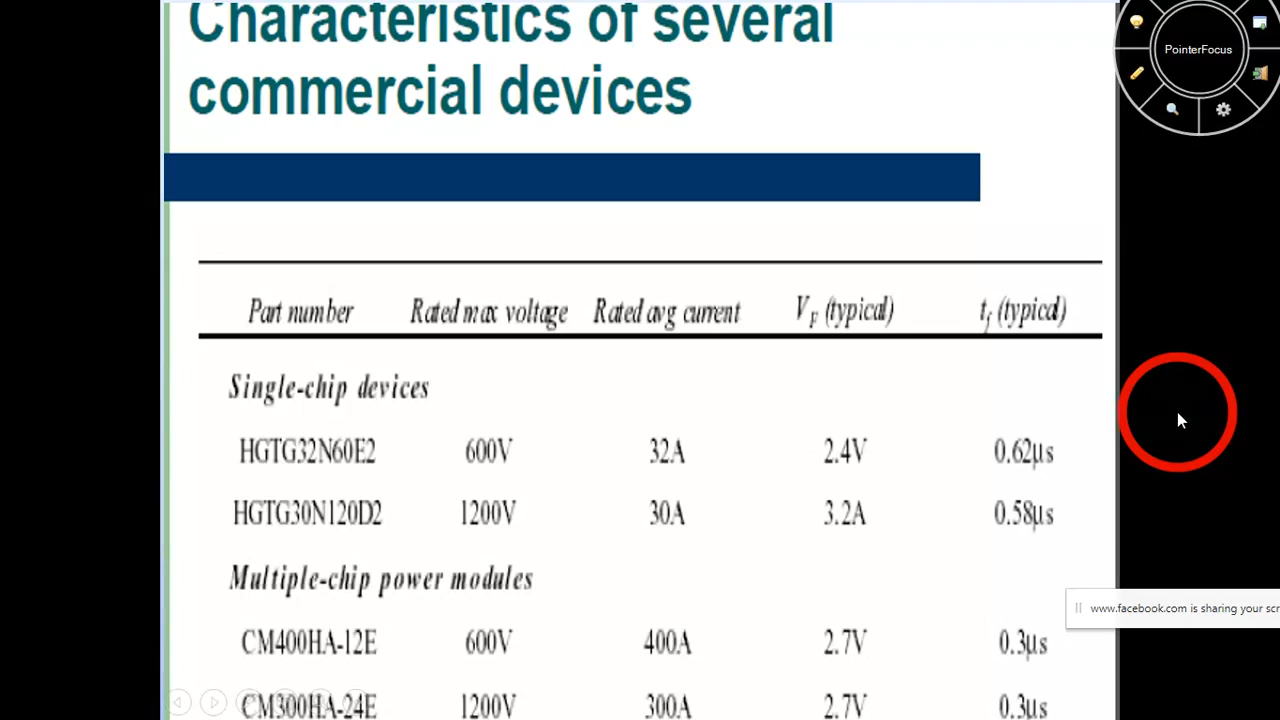 Characteristics of several
commercial devices
PointerFocus
Part number Rated max voltage Rated avg current V_F (typical) t_f (typical)
Single-chip devices
HGTG32N60E2 600V 32A 2.4V 0.62μs
HGTG30N120D2 1200V 30A 3.2A 0.58μs
Multiple-chip power modules
www.facebook.com is sharing your scr
CM400HA-12E 600V 400A 2.7V 0.3μs
CM300HA-24E 1200V 300A 2.7V 0.3μs